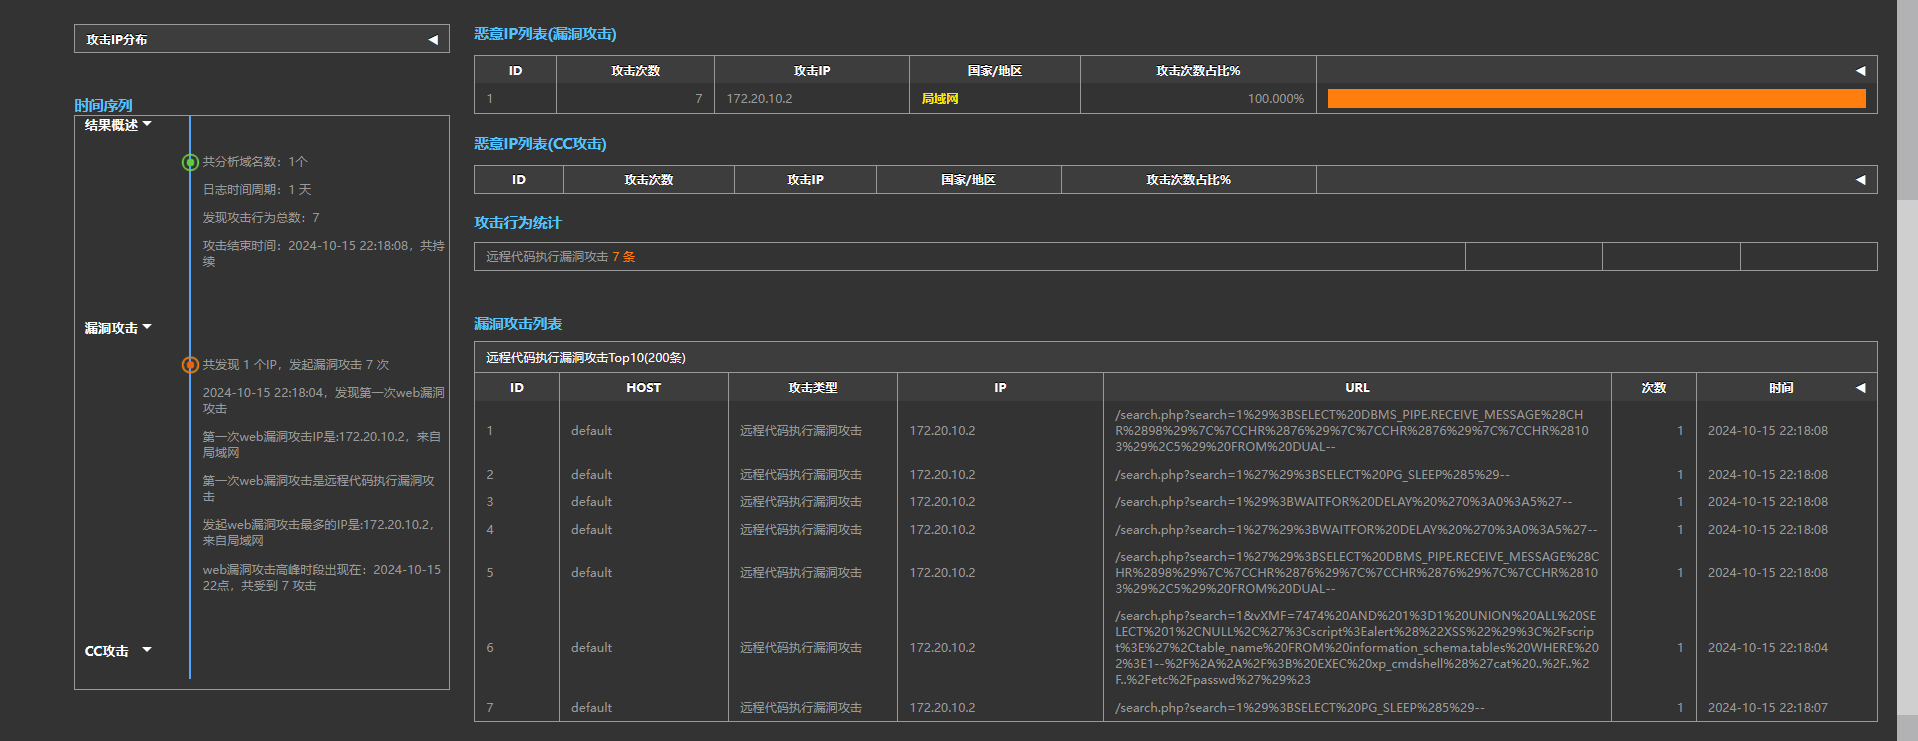 攻击IP分布
时间序列
结果概述
共分析域名数：1个
日志时间周期：1 天
发现攻击行为总数：7
攻击结束时间：2024-10-15 22:18:08，共持
续
漏洞攻击
共发现 1 个IP，发起漏洞攻击 7 次
2024-10-15 22:18:04，发现第一次web漏洞
攻击
第一次web漏洞攻击IP是:172.20.10.2，来自
局域网
第一次web漏洞攻击是远程代码执行漏洞攻
击
发起web漏洞攻击最多的IP是:172.20.10.2，
来自局域网
web漏洞攻击高峰时段出现在：2024-10-15
22点，共受到 7 攻击
CC攻击
恶意IP列表(漏洞攻击)
ID 攻击次数 攻击IP 国家/地区 攻击次数占比%
1 7 172.20.10.2 局域网 100.000%
恶意IP列表(CC攻击)
ID 攻击次数 攻击IP 国家/地区 攻击次数占比%
攻击行为统计
远程代码执行漏洞攻击 7 条
漏洞攻击列表
远程代码执行漏洞攻击Top10(200条)
ID HOST 攻击类型 IP URL 次数 时间
/search.php?search=1%29%3BSELECT%20DBMS_PIPE.RECEIVE_MESSAGE%28CH
1 default 远程代码执行漏洞攻击 172.20.10.2 R%2898%29%7C%7CCHR%2876%29%7C%7CCHR%2876%29%7C%7CCHR%2810 1 2024-10-15 22:18:08
3%29%2C5%29%20FROM%20DUAL--
2 default 远程代码执行漏洞攻击 172.20.10.2 /search.php?search=1%27%29%3BSELECT%20PG_SLEEP%285%29-- 1 2024-10-15 22:18:08
3 default 远程代码执行漏洞攻击 172.20.10.2 /search.php?search=1%29%3BWAITFOR%20DELAY%20%270%3A0%3A5%27-- 1 2024-10-15 22:18:08
4 default 远程代码执行漏洞攻击 172.20.10.2 /search.php?search=1%27%29%3BWAITFOR%20DELAY%20%270%3A0%3A5%27-- 1 2024-10-15 22:18:08
/search.php?search=1%27%29%3BSELECT%20DBMS_PIPE.RECEIVE_MESSAGE%28C
5 default 远程代码执行漏洞攻击 172.20.10.2 HR%2898%29%7C%7CCHR%2876%29%7C%7CCHR%2876%29%7C%7CCHR%2810 1 2024-10-15 22:18:08
3%29%2C5%29%20FROM%20DUAL--
/search.php?search=1&vXMF=7474%20AND%201%3D1%20UNION%20ALL%20SE
LECT%201%2CNULL%2C%27%3Cscript%3Ealert%28%22XSS%22%29%3C%2Fscrip
6 default 远程代码执行漏洞攻击 172.20.10.2 t%3E%27%2Ctable_name%20FROM%20information_schema.tables%20WHERE%20 1 2024-10-15 22:18:04
2%3E1--%2F%2A%2A%2F%3B%20EXEC%20xp_cmdshell%28%27cat%20..%2F..%2
F..%2Fetc%2Fpasswd%27%29%23
7 default 远程代码执行漏洞攻击 172.20.10.2 /search.php?search=1%29%3BSELECT%20PG_SLEEP%285%29-- 1 2024-10-15 22:18:07